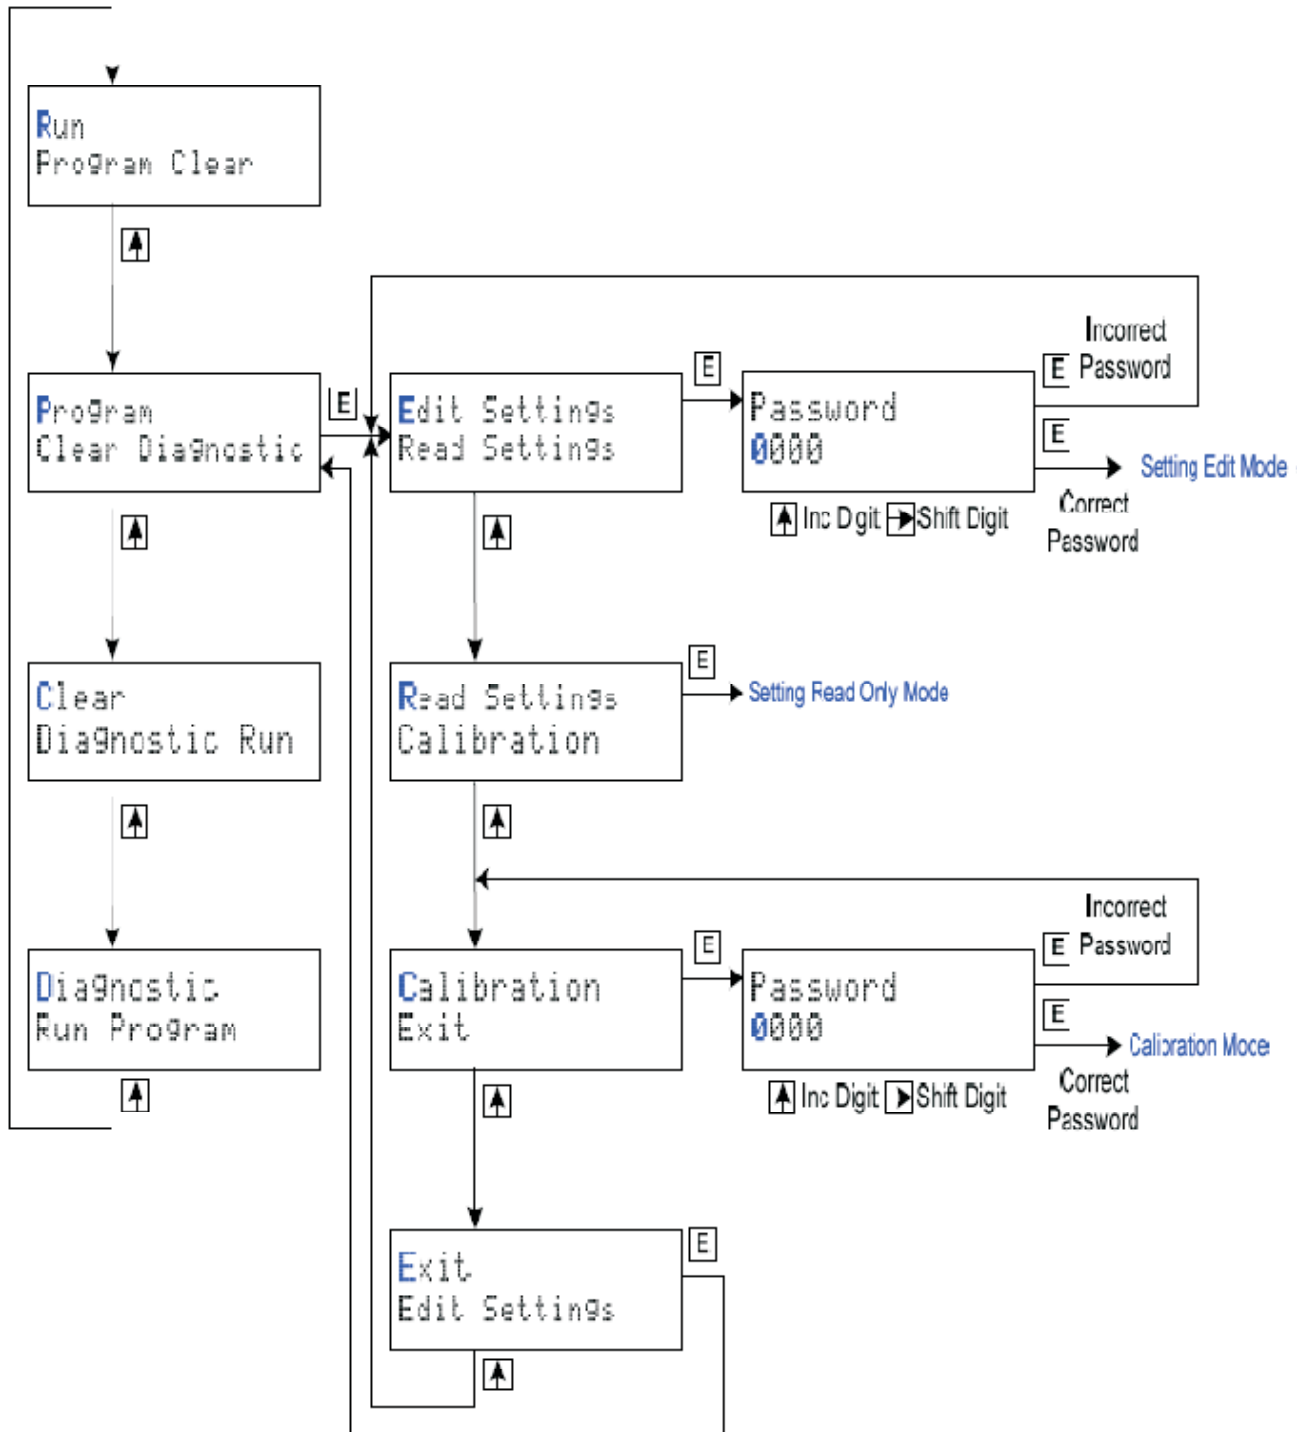 Run
Program Clear
Program
Clear Diagnostic
E
Edit Settings
Read Settings
E
Password
0000
Inc Digit Shift Digit
Incorrect
E Password
E
Setting Edit Mode
Correct
Password
Clear
Diagnostic Run
Read Settings
Calibration
E
Setting Read Only Mode
Diagnostic
Run Program
Calibration
Exit
E
Password
0000
Inc Digit Shift Digit
Incorrect
E Password
E
Calibration Mode
Correct
Password
Exit
Edit Settings
E